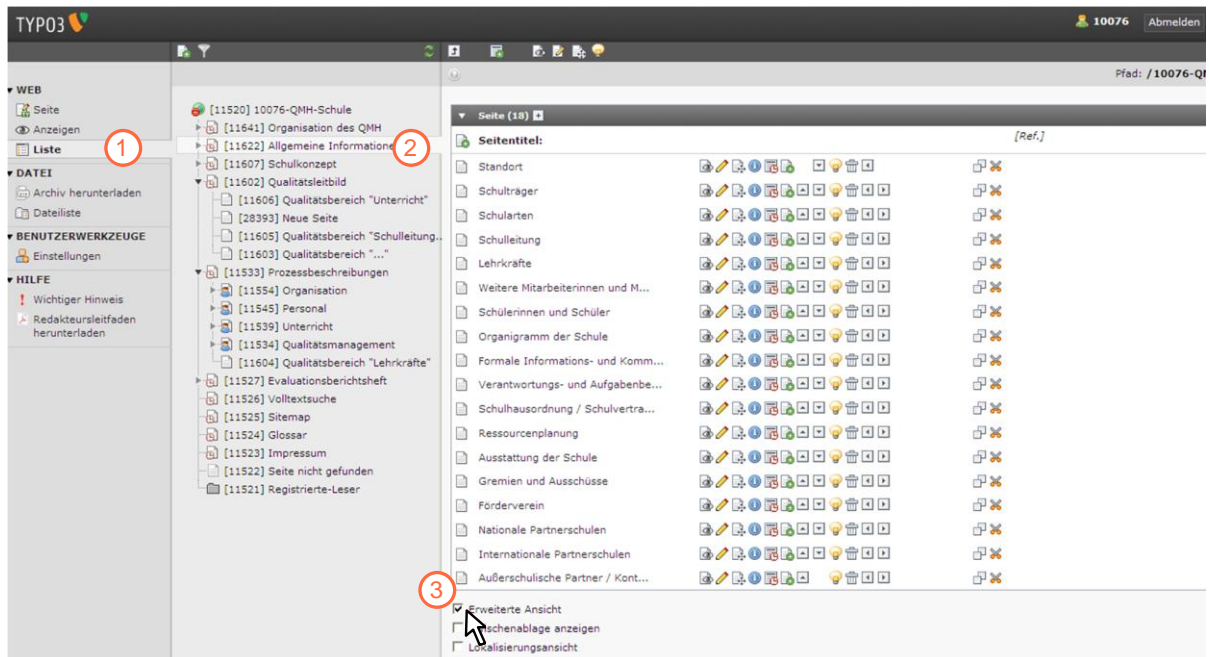 TYPO3
10076 Abmelden
Pfad: /10076-QM
WEB
Seite
Anzeigen
Liste
1
DATEI
Archiv herunterladen
Dateiliste
BENUTZERWERKZEUGE
Einstellungen
HILFE
Wichtiger Hinweis
Redakteursleitfaden
herunterladen
[11520] 10076-QMH-Schule
[11641] Organisation des QMH
[11622] Allgemeine Informatione
2
[11607] Schulkonzept
[11602] Qualitätsleitbild
[11606] Qualitätsbereich "Unterricht"
[28393] Neue Seite
[11605] Qualitätsbereich "Schulleitung...
[11603] Qualitätsbereich "..."
[11533] Prozessbeschreibungen
[11554] Organisation
[11545] Personal
[11539] Unterricht
[11534] Qualitätsmanagement
[11604] Qualitätsbereich "Lehrkräfte"
[11527] Evaluationsberichtsheft
[11526] Volltextsuche
[11525] Sitemap
[11524] Glossar
[11523] Impressum
[11522] Seite nicht gefunden
[11521] Registrierte-Leser
Seite (18)
Seitentitel: [Ref.]
Standort
Schulträger
Schularten
Schulleitung
Lehrkräfte
Weitere Mitarbeiterinnen und M...
Schülerinnen und Schüler
Organigramm der Schule
Formale Informations- und Komm...
Verantwortungs- und Aufgabenbe...
Schulhausordnung / Schulvertra...
Ressourcenplanung
Ausstattung der Schule
Gremien und Ausschüsse
Förderverein
Nationale Partnerschulen
Internationale Partnerschulen
Außerschulische Partner / Kont...
3
Erweiterte Ansicht
schenablage anzeigen
Lokalisierungsansicht